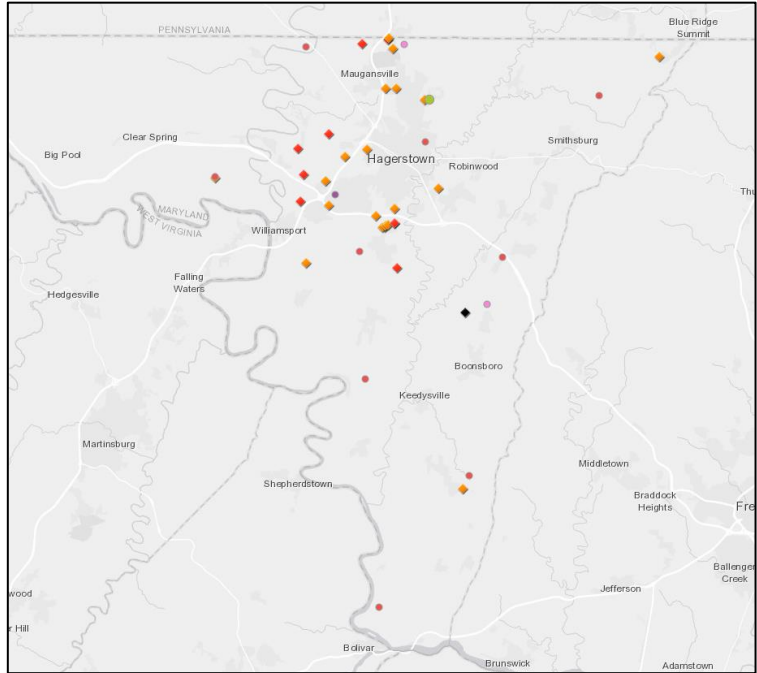 Blue Ridge
Summit
PENNSYLVANIA
Maugansville
Clear Spring
Smithsburg
Big Pool
Hagerstown
Robinwood
Thu
MARYLAND
WEST VIRGINIA
Williamsport
Falling
Waters
Hedgesville
Boonsboro
Keedysville
Martinsburg
Middletown
Shepherdstown
Braddock
Heights
Fre
Ballenger
Creek
Jefferson
wood
r Hill
Bolivar
Brunswick
Adamstown